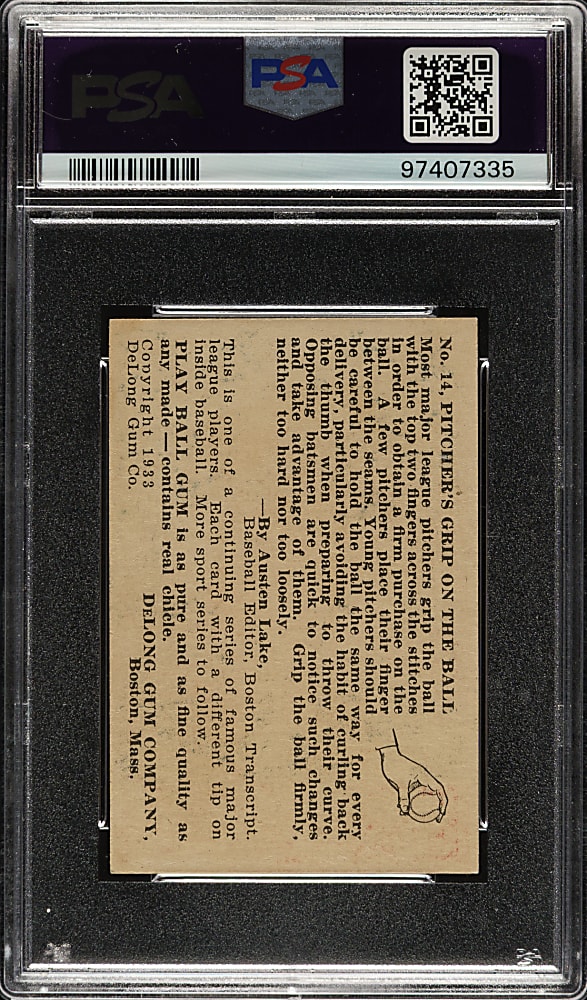 PSA
PSA
97407335
No. 14, PITCHER'S GRIP ON THE BALL
Most major league pitchers grip the ball
with the top two fingers across the stitches
in order to obtain a firm purchase on the
ball. A few pitchers place their finger
between the seams. Young pitchers should
be careful to hold the ball the same way for every
delivery, particularly avoiding the habit of curling back
the thumb when preparing to throw their curve.
Opposing batsmen are quick to notice such changes
and take advantage of them. Grip the ball firmly,
neither too hard nor too loosely.
—By Austen Lake,
Baseball Editor, Boston Transcript.
This is one of a continuing series of famous major
league players. Each card with a different tip on
inside baseball. More sport series to follow.
PLAY BALL GUM is as pure and as fine quality as
any made—contains real chicle.
DELONG GUM COMPANY,
Copyright 1933
Boston, Mass.
DeLong Gum Co.